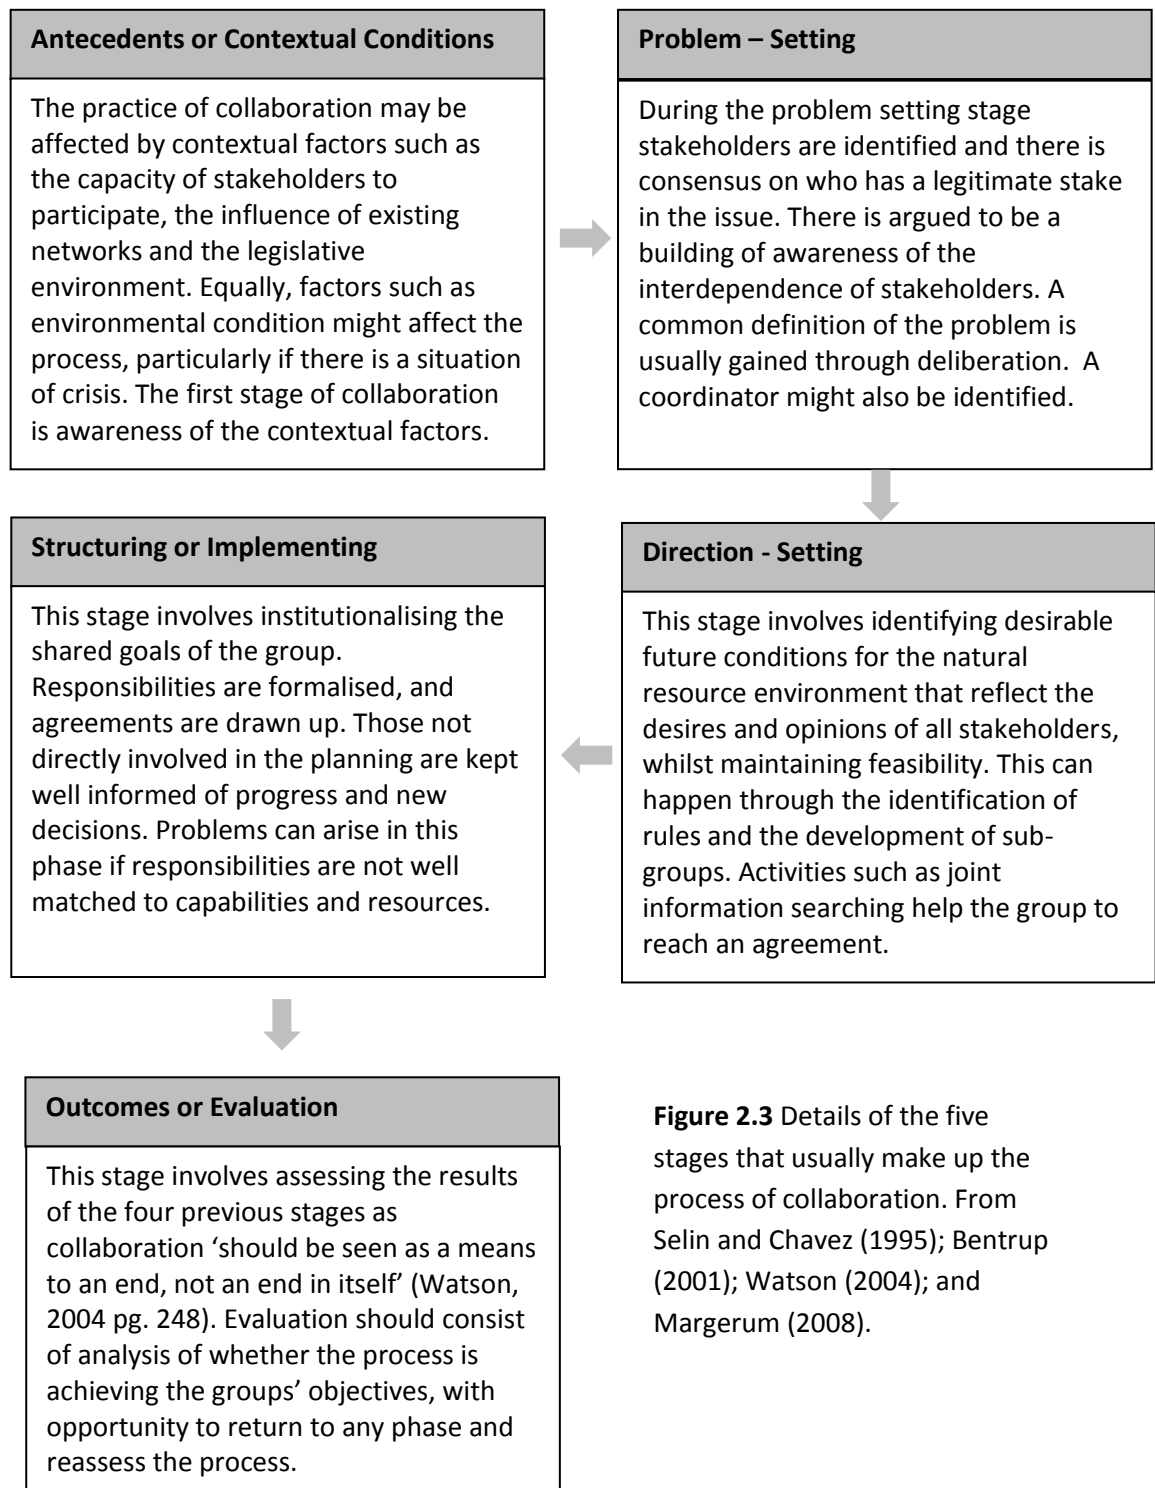 Antecedents or Contextual Conditions
The practice of collaboration may be
affected by contextual factors such as
the capacity of stakeholders to
participate, the influence of existing
networks and the legislative
environment. Equally, factors such as
environmental condition might affect the
process, particularly if there is a situation
of crisis. The first stage of collaboration
is awareness of the contextual factors.
Problem – Setting
During the problem setting stage
stakeholders are identified and there is
consensus on who has a legitimate stake
in the issue. There is argued to be a
building of awareness of the
interdependence of stakeholders. A
common definition of the problem is
usually gained through deliberation.  A
coordinator might also be identified.
Direction - Setting
This stage involves identifying desirable
future conditions for the natural
resource environment that reflect the
desires and opinions of all stakeholders,
whilst maintaining feasibility. This can
happen through the identification of
rules and the development of sub-
groups. Activities such as joint
information searching help the group to
reach an agreement.
Structuring or Implementing
This stage involves institutionalising the
shared goals of the group.
Responsibilities are formalised, and
agreements are drawn up. Those not
directly involved in the planning are kept
well informed of progress and new
decisions. Problems can arise in this
phase if responsibilities are not well
matched to capabilities and resources.
Outcomes or Evaluation
This stage involves assessing the results
of the four previous stages as
collaboration ‘should be seen as a means
to an end, not an end in itself’ (Watson,
2004 pg. 248). Evaluation should consist
of analysis of whether the process is
achieving the groups’ objectives, with
opportunity to return to any phase and
reassess the process.
Figure 2.3 Details of the five
stages that usually make up the
process of collaboration. From
Selin and Chavez (1995); Bentrup
(2001); Watson (2004); and
Margerum (2008).